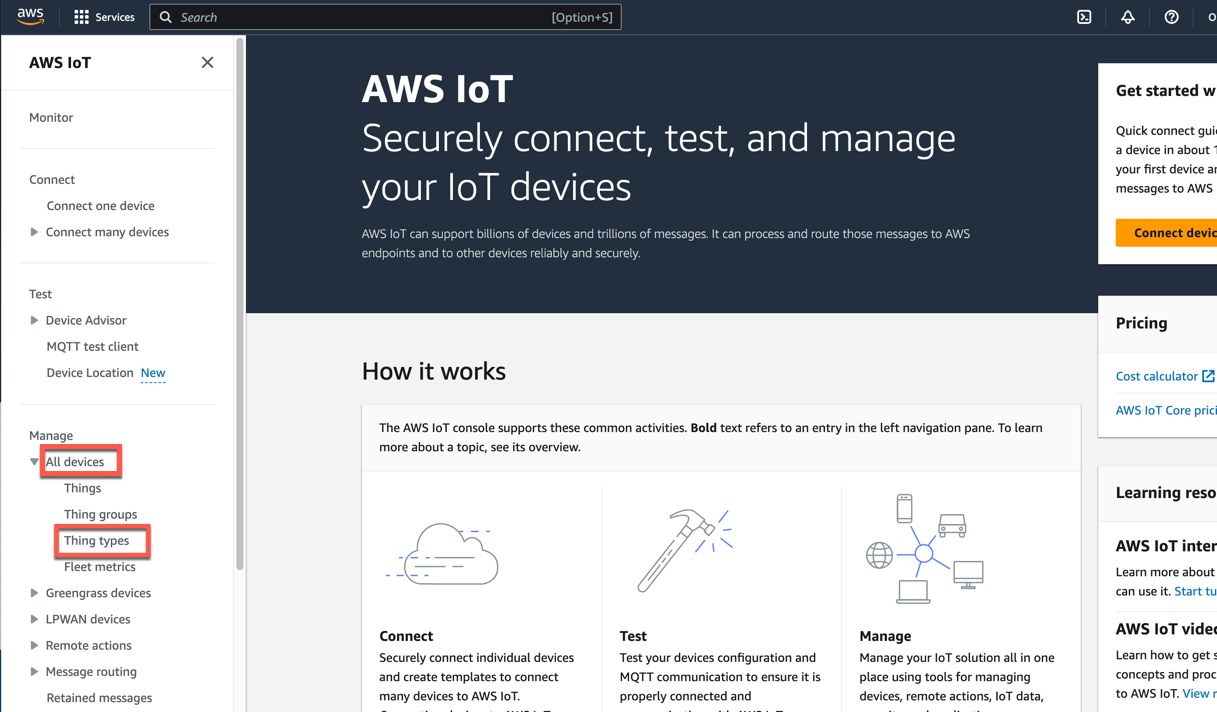 aws
Services
Search
[Option+S]
AWS IoT
Monitor
Connect
Connect one device
Connect many devices
Test
Device Advisor
MQTT test client
Device Location New
Manage
All devices
Things
Thing groups
Thing types
Fleet metrics
Greengrass devices
LPWAN devices
Remote actions
Message routing
Retained messages
AWS IoT
Securely connect, test, and manage
your IoT devices
AWS IoT can support billions of devices and trillions of messages. It can process and route those messages to AWS
endpoints and to other devices reliably and securely.
How it works
The AWS IoT console supports these common activities. Bold text refers to an entry in the left navigation pane. To learn
more about a topic, see its overview.
Connect
Securely connect individual devices
and create templates to connect
many devices to AWS IoT.
Test
Test your devices configuration and
MQTT communication to ensure it is
properly connected and
Manage
Manage your IoT solution all in one
place using tools for managing
devices, remote actions, IoT data,
Get started w
Quick connect gui
a device in about 1
your first device a
messages to AWS
Connect devic
Pricing
Cost calculator
AWS IoT Core prici
Learning reso
AWS IoT inter
Learn more about
can use it. Start tu
AWS IoT video
Learn how to get s
concepts and proc
to AWS IoT. View